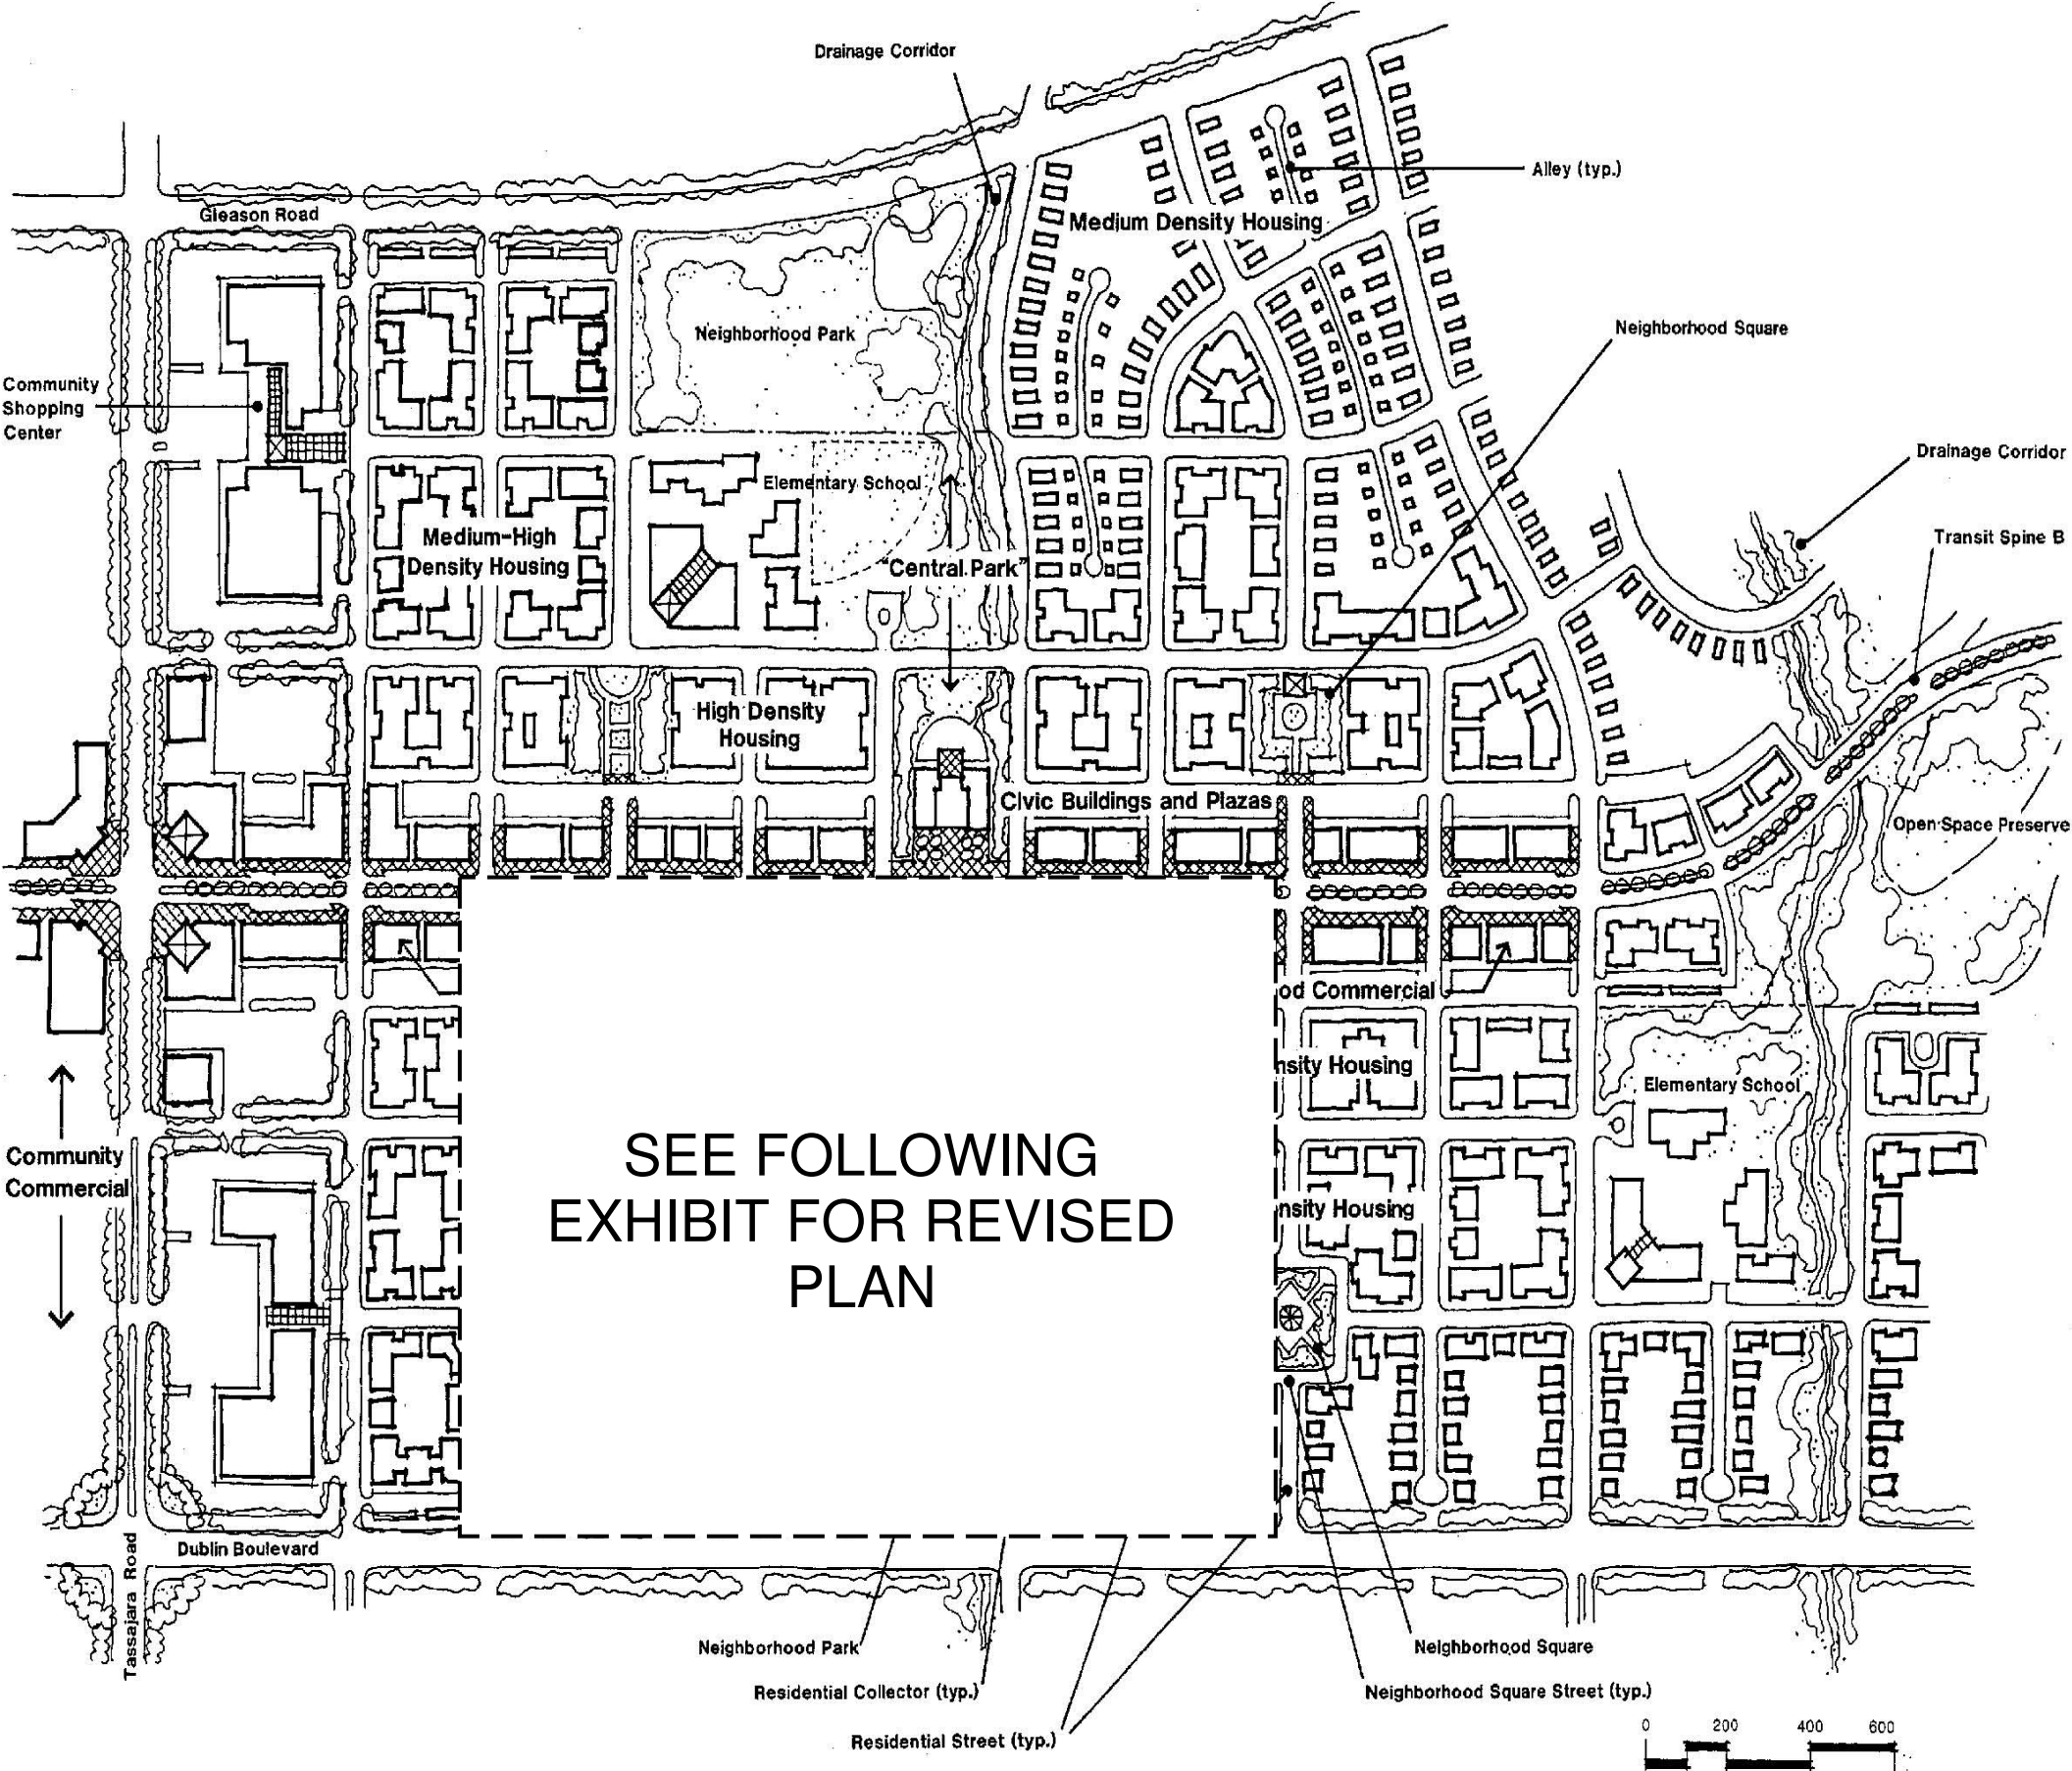 Drainage Corridor
Alley (typ.)
Gleason Road
Medium Density Housing
Neighborhood Park
Neighborhood Square
Community
Shopping
Center
Drainage Corridor
Elementary School
Medium-High
Density Housing
"Central Park"
Transit Spine B
High Density
Housing
Civic Buildings and Plazas
Open Space Preserve
od Commercial
nsity Housing
Elementary School
Community
Commercial
SEE FOLLOWING
EXHIBIT FOR REVISED
PLAN
nsity Housing
Dublin Boulevard
Tassajara Road
Neighborhood Park
Neighborhood Square
Residential Collector (typ.)
Neighborhood Square Street (typ.)
Residential Street (typ.)
0 200 400 600